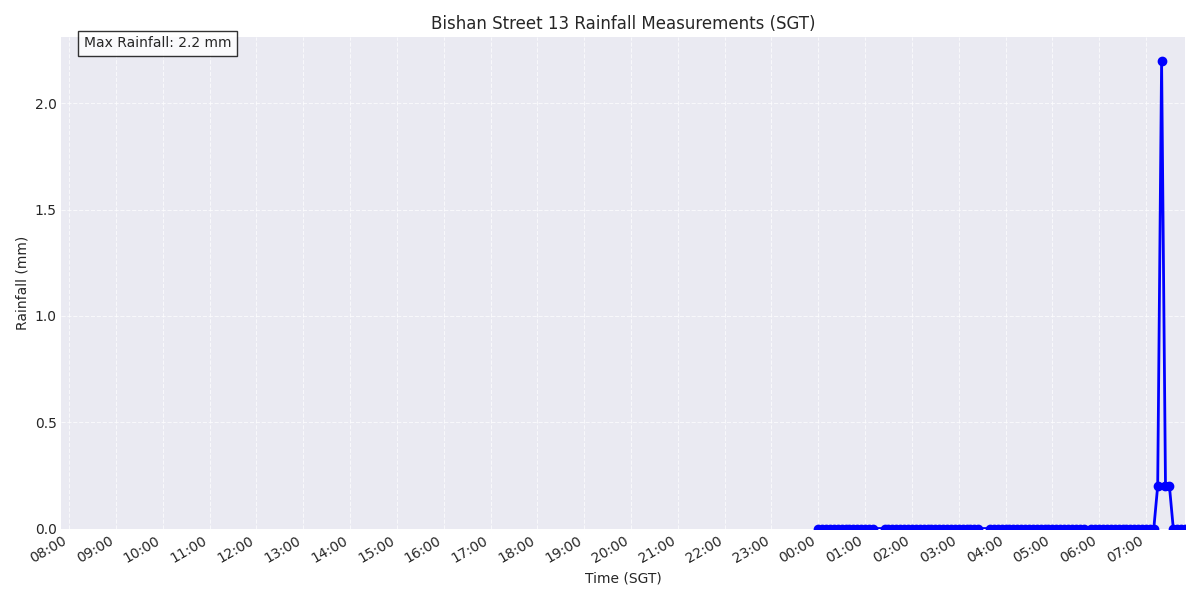 Bishan Street 13 Rainfall Measurements (SGT)
Max Rainfall: 2.2 mm
Rainfall (mm)
2.0
1.5
1.0
0.5
0.0
08:00 09:00 10:00 11:00 12:00 13:00 14:00 15:00 16:00 17:00 18:00 19:00 20:00 21:00 22:00 23:00 00:00 01:00 02:00 03:00 04:00 05:00 06:00 07:00
Time (SGT)